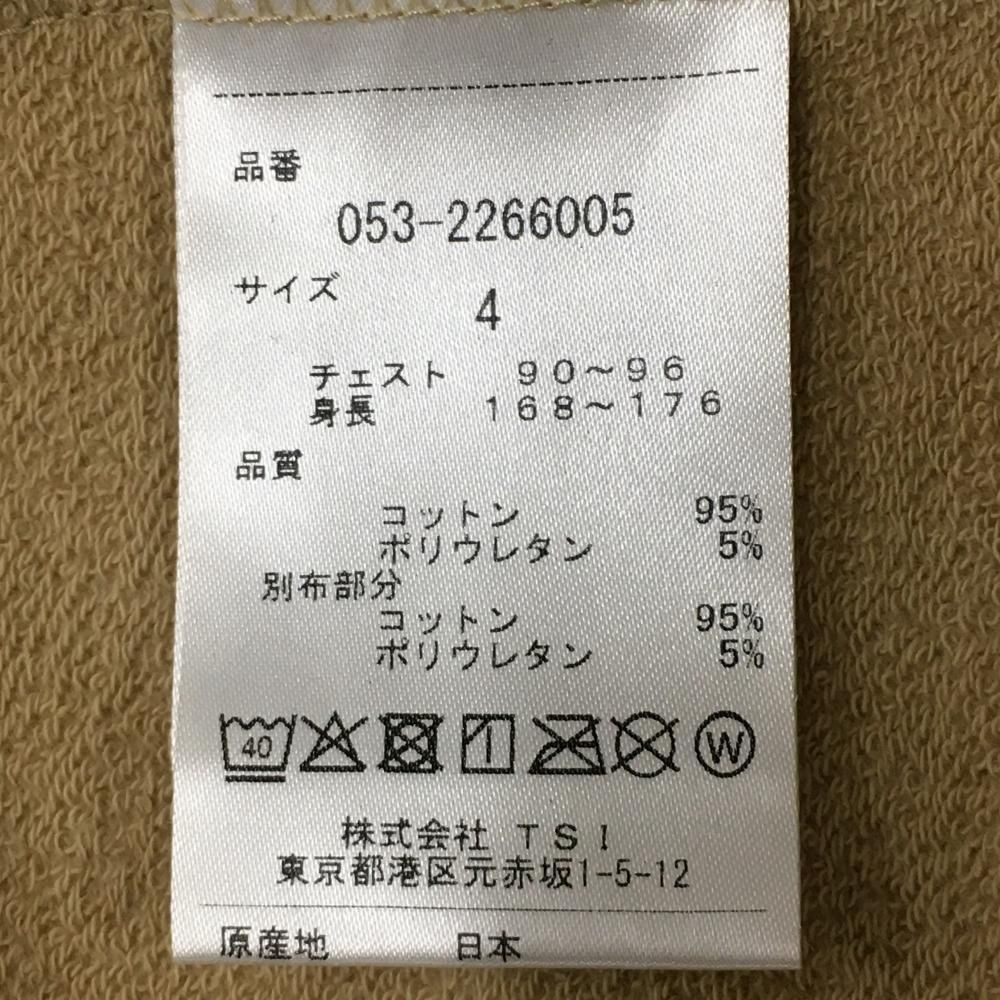 品番
053-2266005
サイズ
4
チェスト 90～96
身長 168～176
品質
コットン 95%
ポリウレタン 5%
別布部分
コットン 95%
ポリウレタン 5%
40 W
株式会社 TSI
東京都港区元赤坂1-5-12
原産地 日本